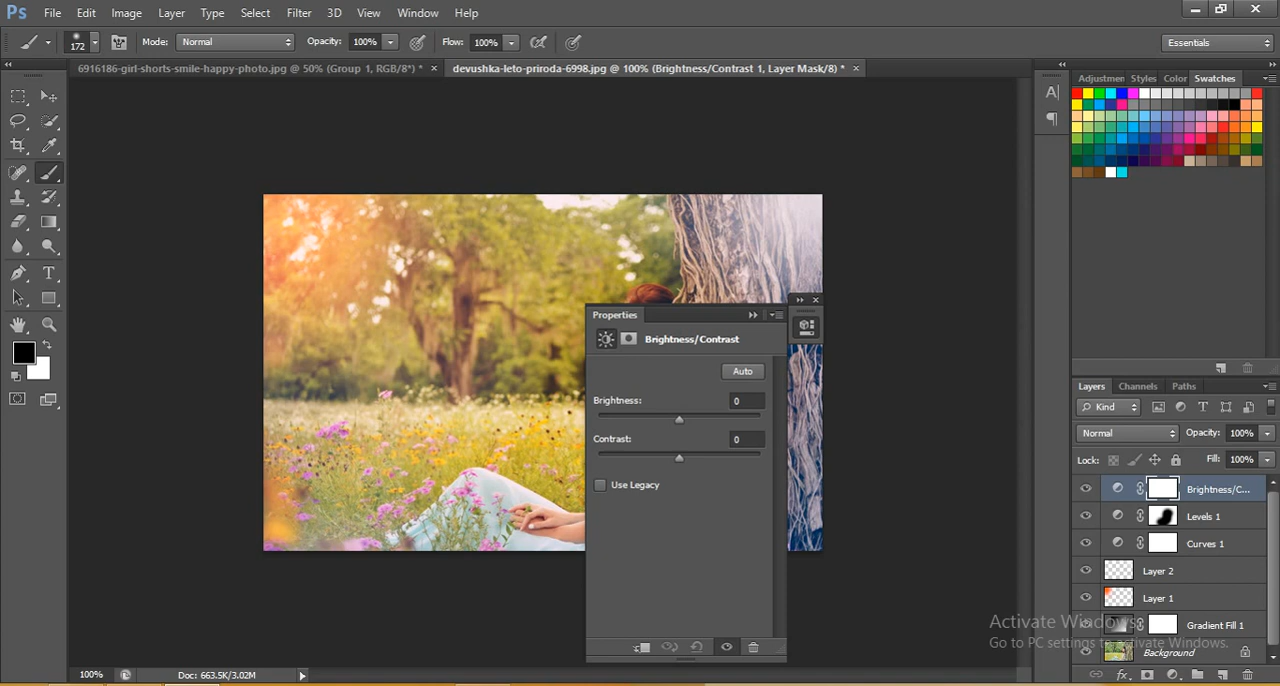 Ps File Edit Image Layer Type Select Filter 3D View Window Help
172 Mode: Normal Opacity: 100% Flow: 100% Essentials
6916186-girl-shorts-smile-happy-photo.jpg @ 50% (Group 1, RGB/8*) * × devushka-leto-priroda-6998.jpg @ 100% (Brightness/Contrast 1, Layer Mask/8) * ×
Adjustmen Styles Color Swatches
Properties
Brightness/Contrast
Auto
Brightness: 0
Contrast: 0
Use Legacy
Layers Channels Paths
Kind
Normal Opacity: 100%
Lock: Fill: 100%
Brightness/C...
Levels 1
Curves 1
Layer 2
Layer 1
Activate Windows
Gradient Fill 1
Go to PC settings to activate Windows.
Background
100% Doc: 663.5K/3.02M